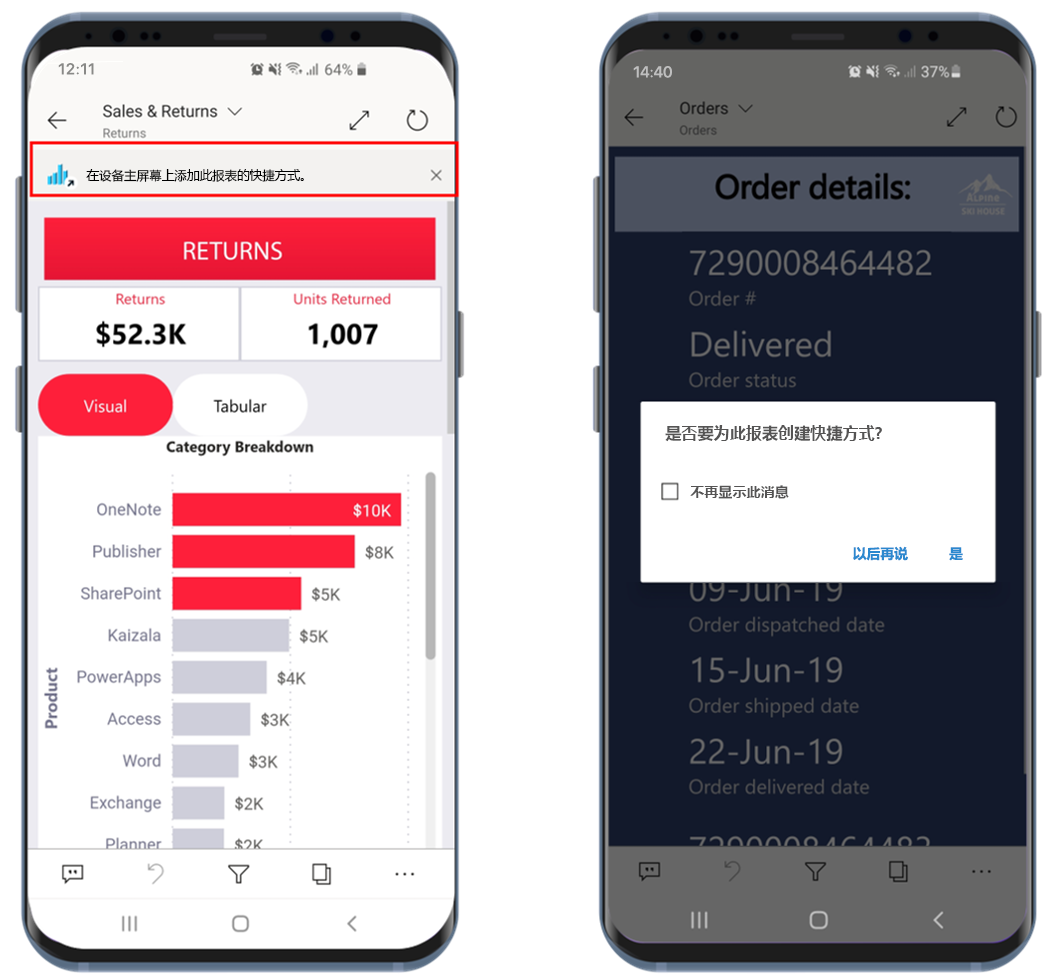 12:11
64%
Sales & Returns
Returns
在设备主屏幕上添加此报表的快捷方式。
RETURNS
Returns
$52.3K
Units Returned
1,007
Visual
Tabular
Category Breakdown
Product
OneNote $10K
Publisher $8K
SharePoint $5K
Kaizala $5K
PowerApps $4K
Access $3K
Word $3K
Exchange $2K
Planner $2K
14:40
37%
Orders
Orders
Order details:
ALPINE
SKI HOUSE
7290008464482
Order #
Delivered
Order status
是否要为此报表创建快捷方式?
不再显示此消息
以后再说 是
09-Jun-19
Order dispatched date
15-Jun-19
Order shipped date
22-Jun-19
Order delivered date
7290008464482